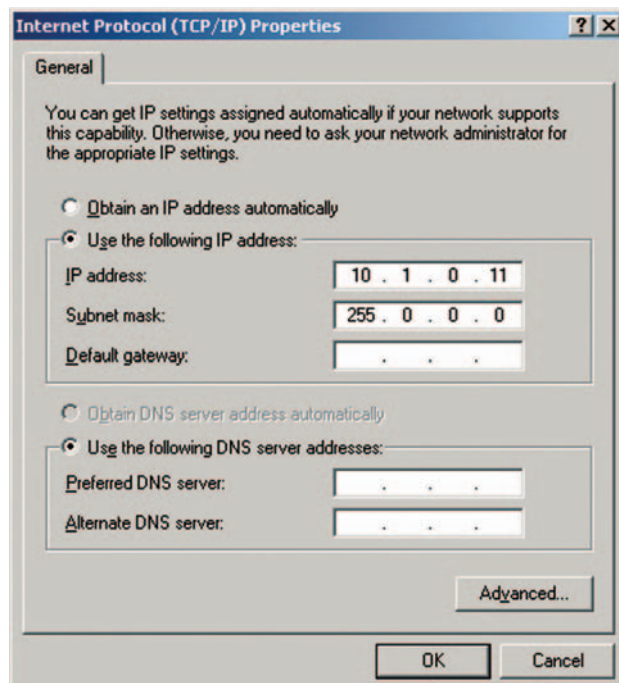 Internet Protocol (TCP/IP) Properties
General
You can get IP settings assigned automatically if your network supports
this capability. Otherwise, you need to ask your network administrator for
the appropriate IP settings.
Obtain an IP address automatically
Use the following IP address:
IP address: 10 . 1 . 0 . 11
Subnet mask: 255 . 0 . 0 . 0
Default gateway: . . .
Obtain DNS server address automatically
Use the following DNS server addresses:
Preferred DNS server: . . .
Alternate DNS server: . . .
Advanced...
OK Cancel